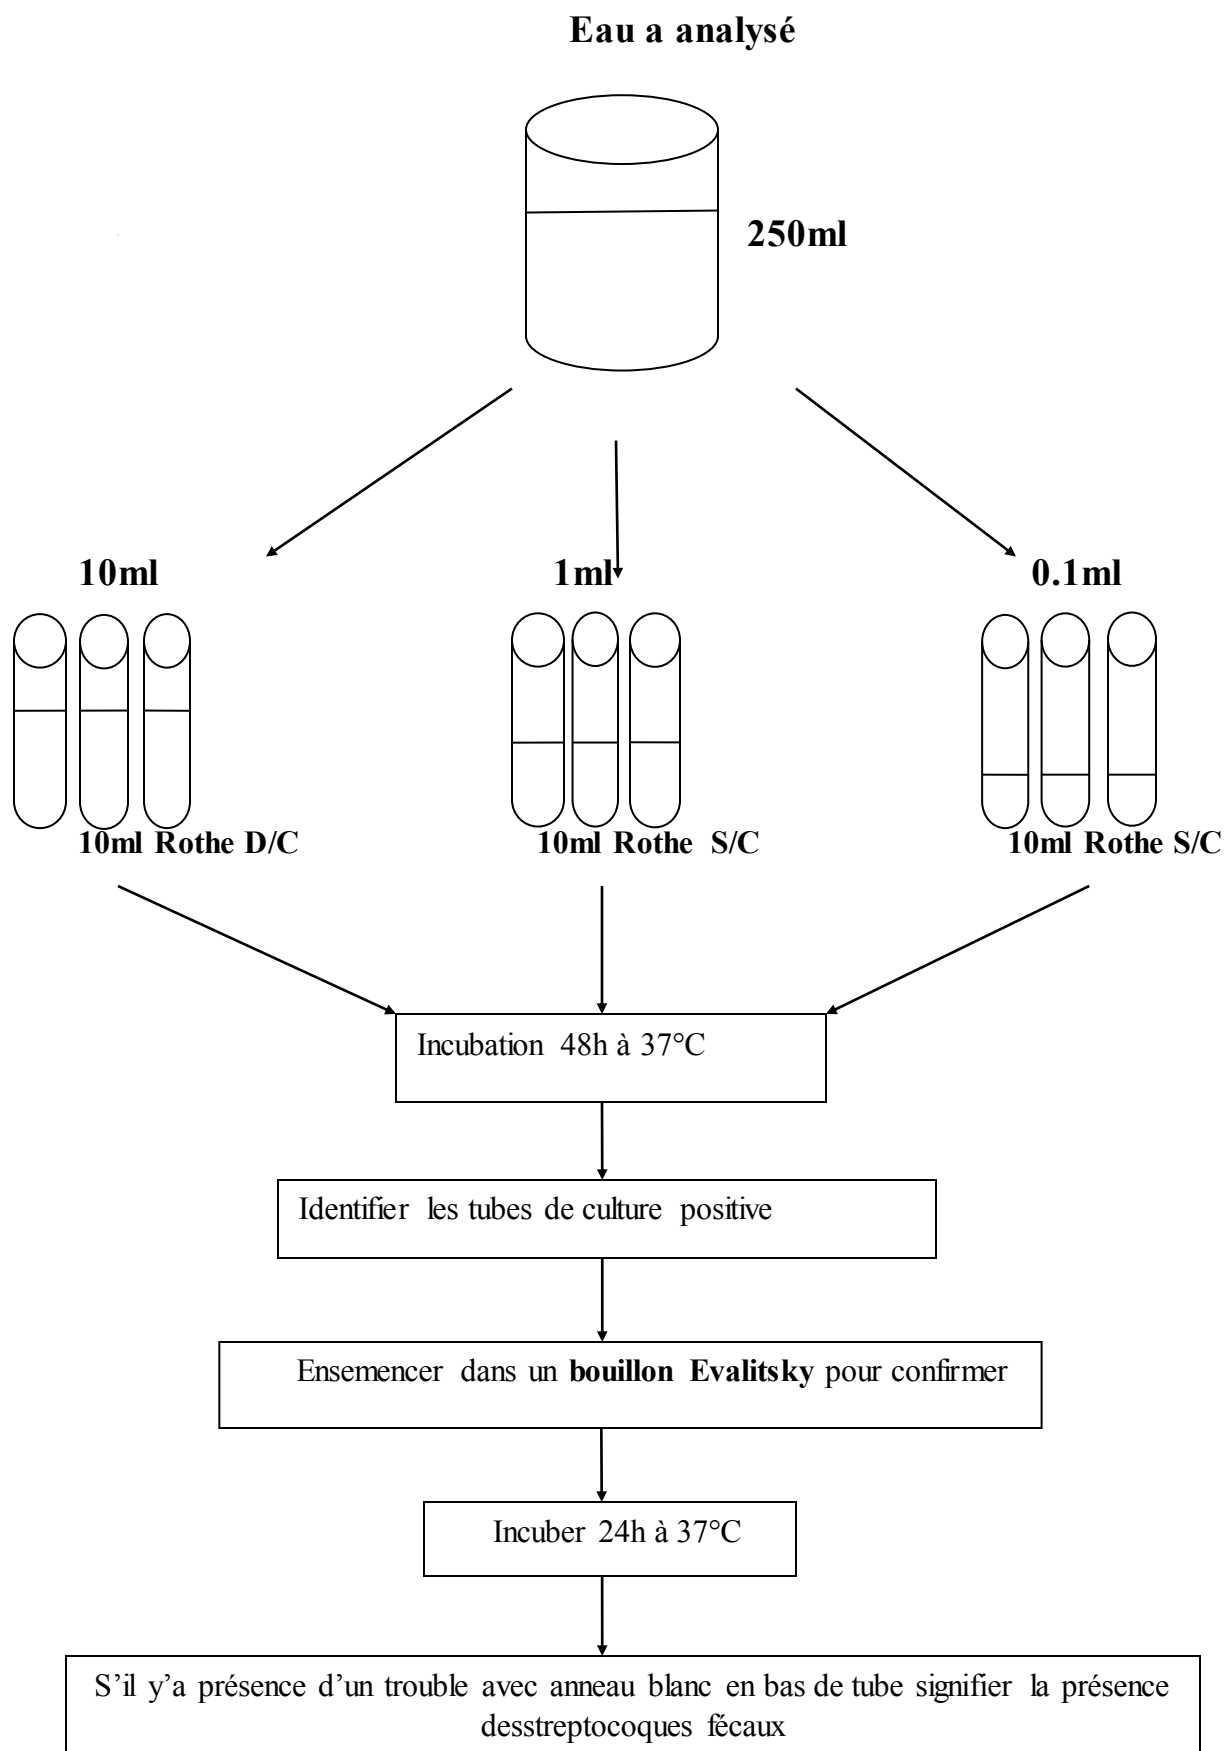 Eau a analysé
250ml
10ml
1ml
0.1ml
10ml Rothe D/C
10ml Rothe S/C
10ml Rothe S/C
Incubation 48h à 37°C
Identifier les tubes de culture positive
Ensemencer dans un bouillon Evalitsky pour confirmer
Incuber 24h à 37°C
S'il y'a présence d'un trouble avec anneau blanc en bas de tube signifier la présence
desstreptocoques fécaux